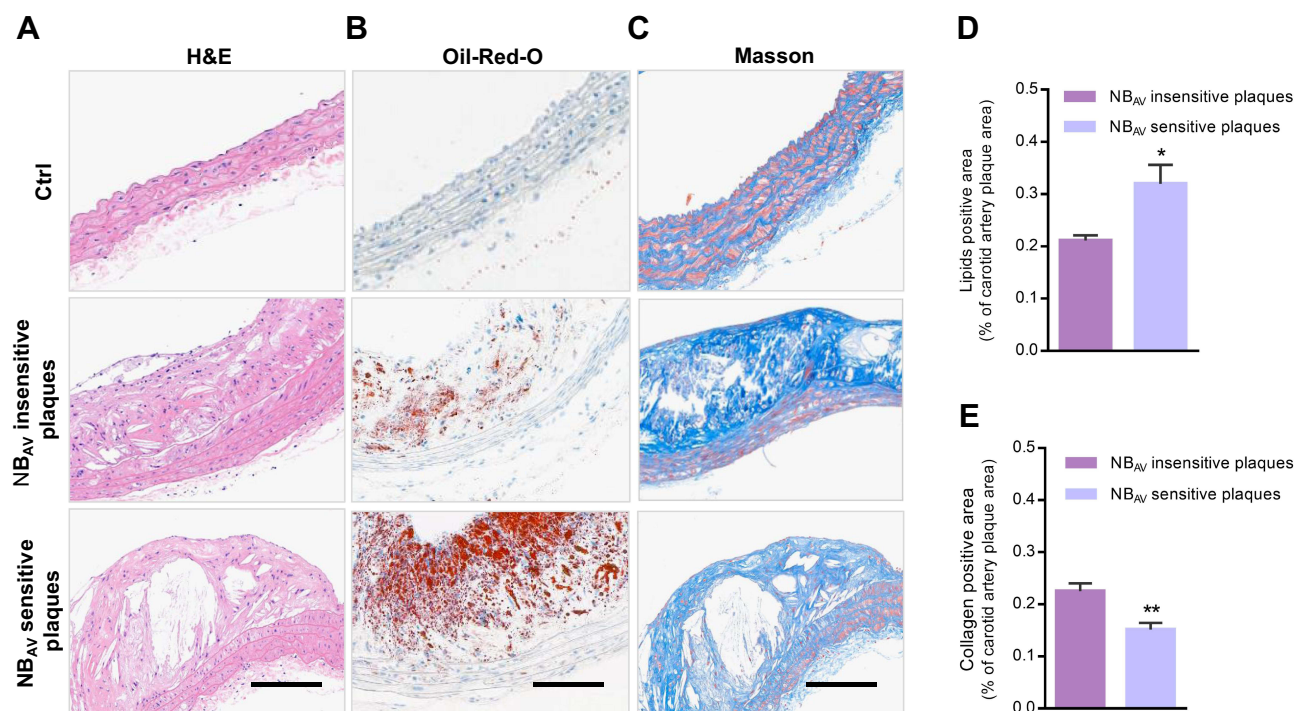 A
B
C
D
H&E
Oil-Red-O
Masson
Ctrl
NBAV insensitive
plaques
NBAV sensitive
plaques
0.5
0.4
0.3
0.2
0.1
0.0
Lipids positive area
(% of carotid artery plaque area)
NBAV insensitive plaques
NBAV sensitive plaques
*
E
0.5
0.4
0.3
0.2
0.1
0.0
Collagen positive area
(% of carotid artery plaque area)
NBAV insensitive plaques
NBAV sensitive plaques
**